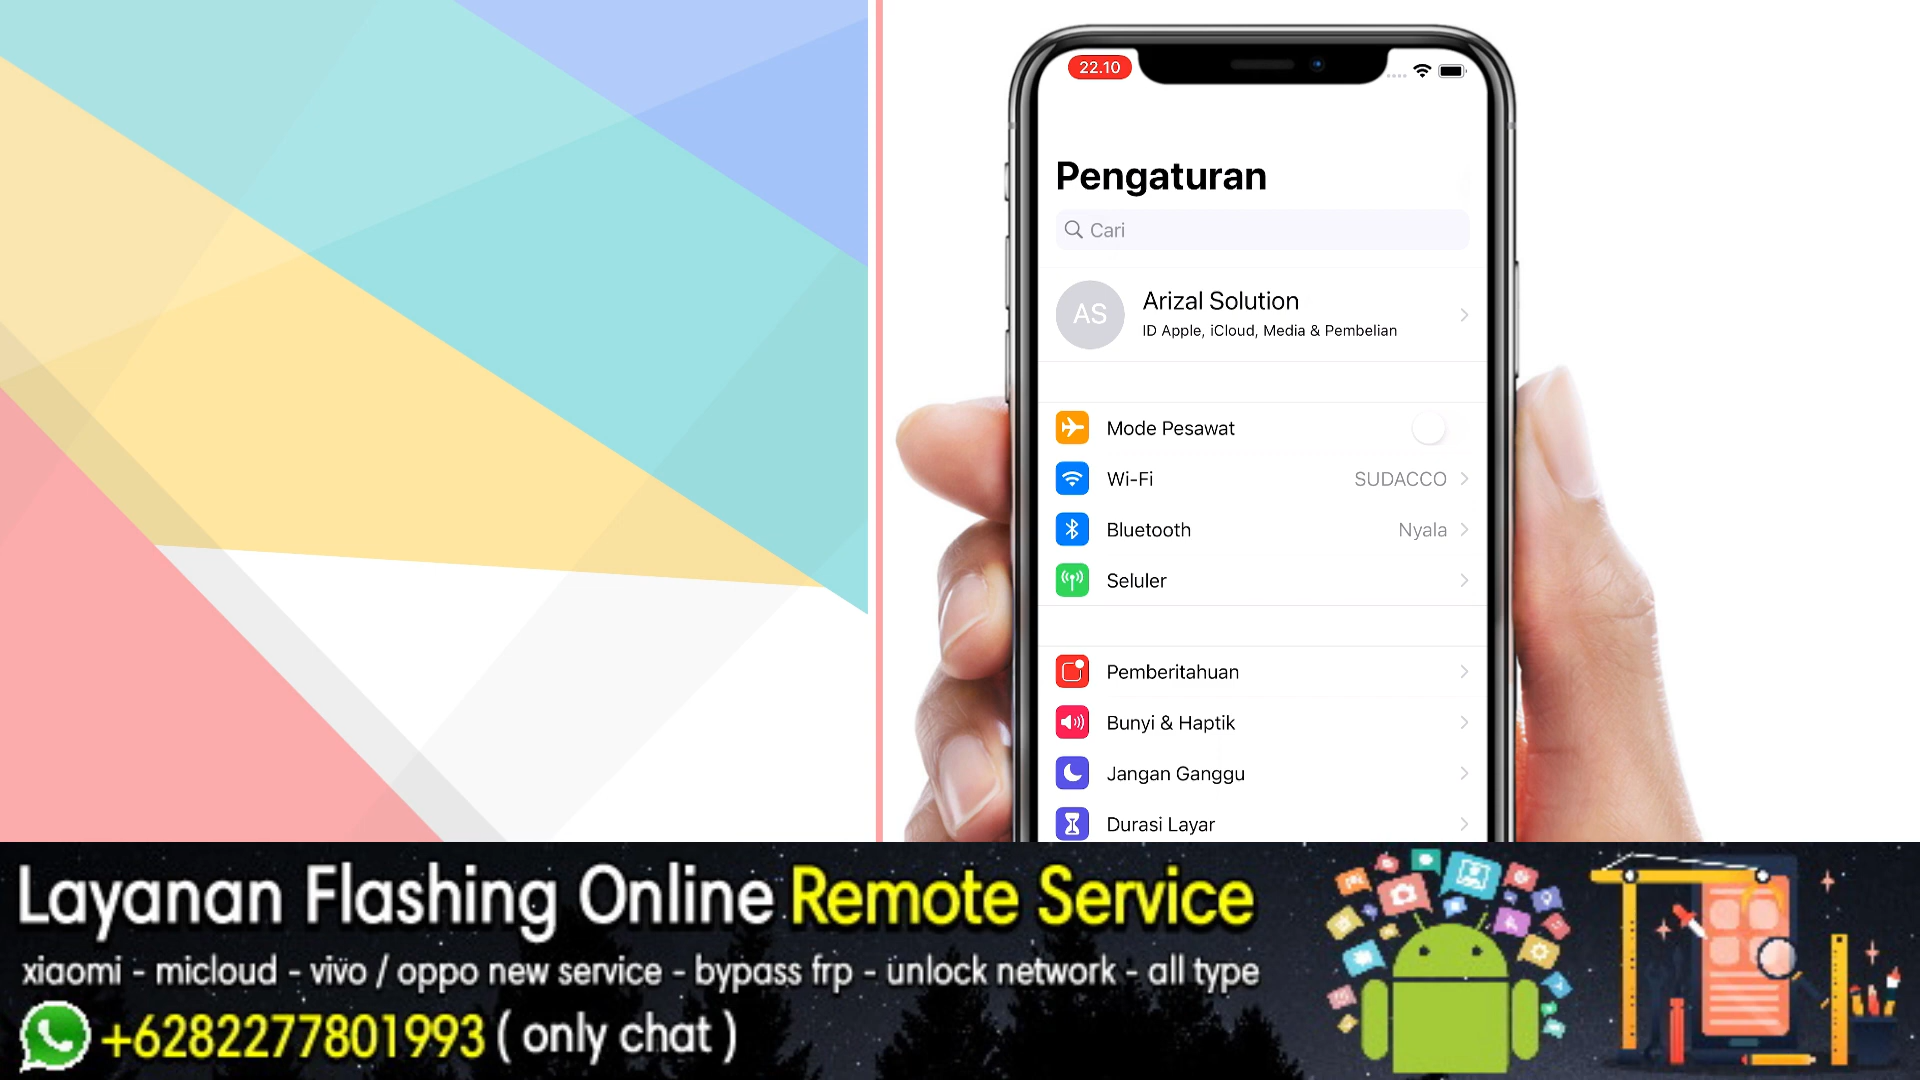 22.10
Pengaturan
Cari
AS
Arizal Solution
ID Apple, iCloud, Media & Pembelian
Mode Pesawat
Wi-Fi SUDACCO
Bluetooth Nyala
Seluler
Pemberitahuan
Bunyi & Haptik
Jangan Ganggu
Durasi Layar
Layanan Flashing Online Remote Service
xiaomi - micloud - vivo / oppo new service - bypass frp - unlock network - all type
+6282277801993 ( only chat )